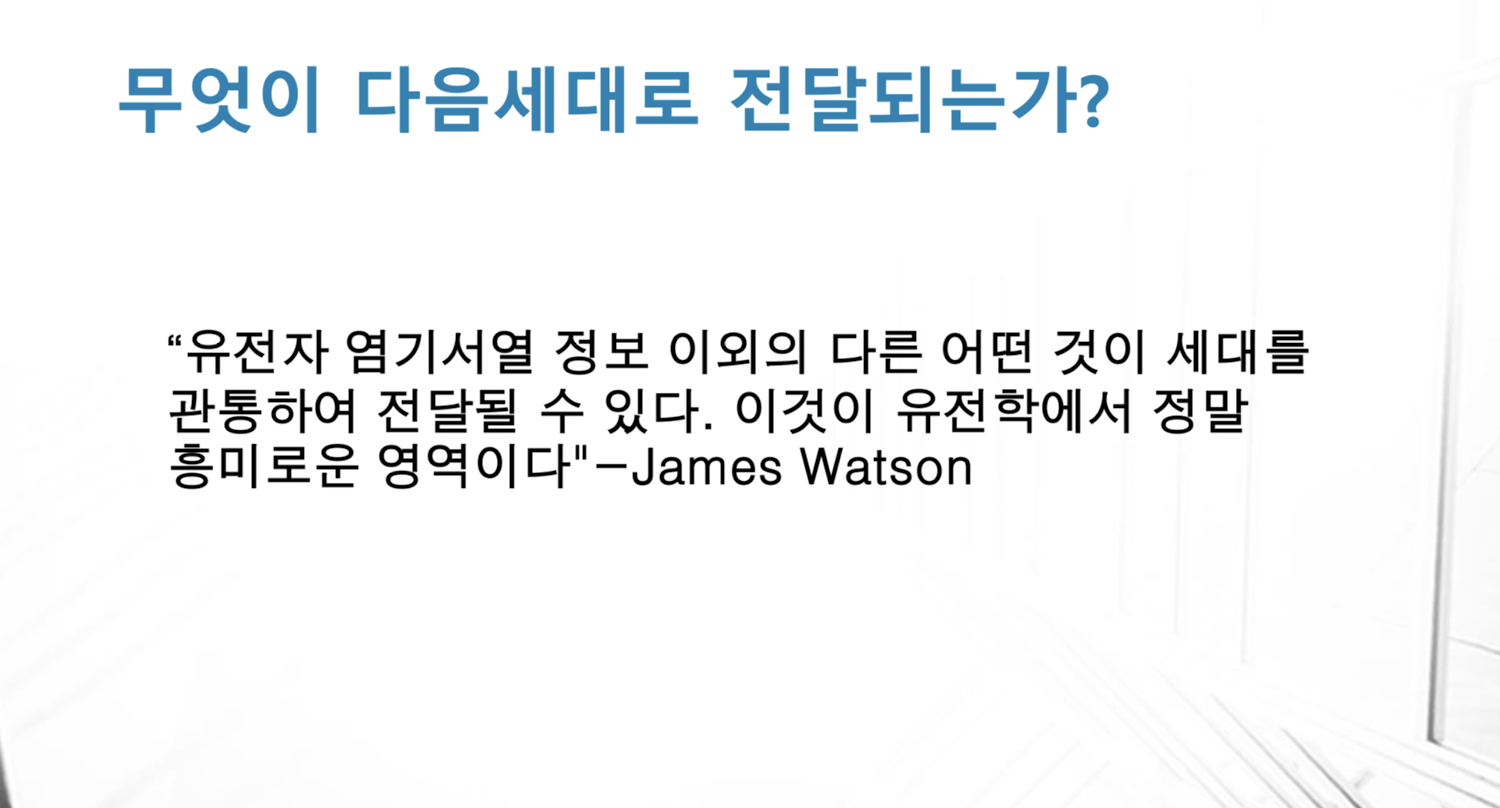 무엇이 다음세대로 전달되는가?
“유전자 염기서열 정보 이외의 다른 어떤 것이 세대를
관통하여 전달될 수 있다. 이것이 유전학에서 정말
흥미로운 영역이다"－James Watson